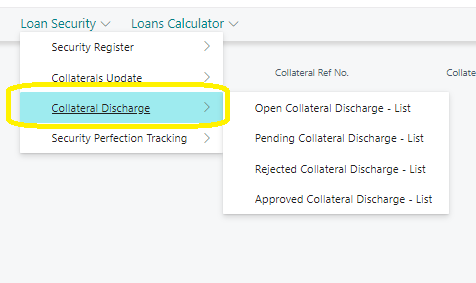 Loan Security Loans Calculator
Security Register
Collaterals Update
Collateral Ref No. Collate
Collateral Discharge
Open Collateral Discharge - List
Security Perfection Tracking
Pending Collateral Discharge - List
Rejected Collateral Discharge - List
Approved Collateral Discharge - List